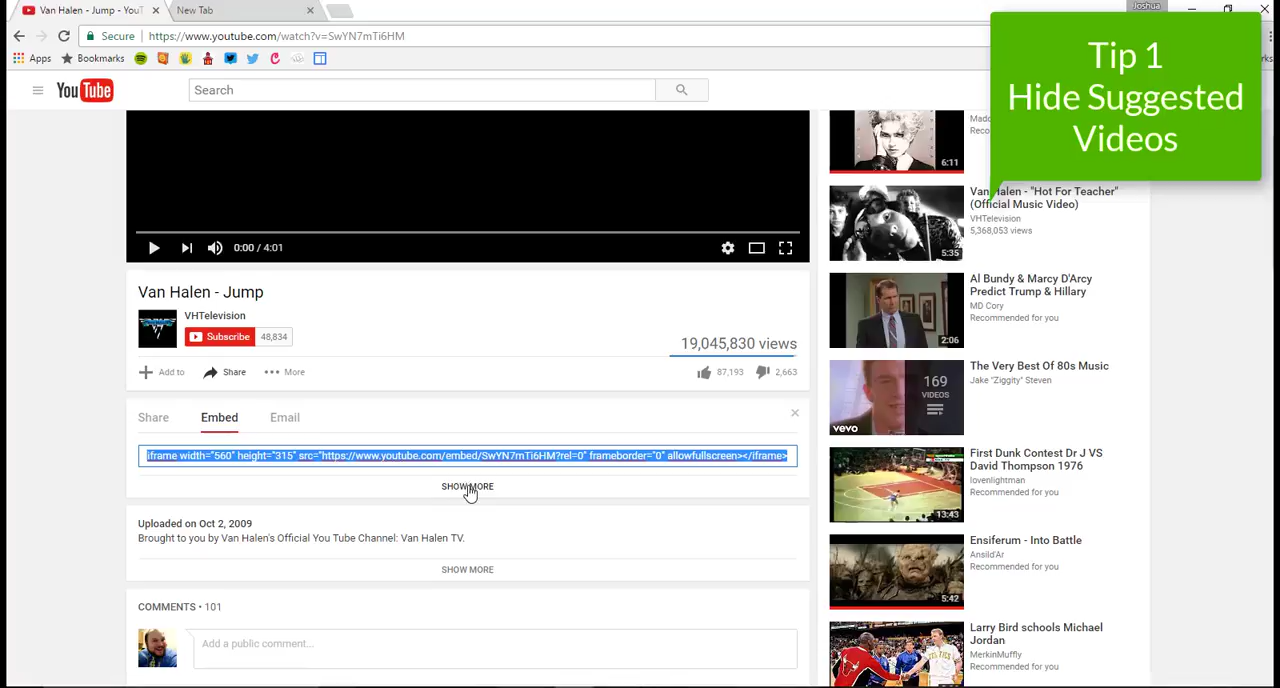 Van Halen - Jump - YouT
New Tab
Joshua
Secure
https://www.youtube.com/watch?v=SwYN7mTi6HM
Apps
Bookmarks
YouTube
Search
Tip 1
Hide Suggested
Videos
0:00 / 4:01
Van Halen - Jump
VHTelevision
Subscribe
48,834
19,045,830 views
Add to
Share
More
87,193
2,663
Share
Embed
Email
iframe width="560" height="315" src="https://www.youtube.com/embed/SwYN7mTi6HM?rel=0" frameborder="0" allowfullscreen></iframe>
SHOW MORE
Uploaded on Oct 2, 2009
Brought to you by Van Halen's Official You Tube Channel: Van Halen TV.
SHOW MORE
COMMENTS • 101
Add a public comment...
6:11
Van Halen - "Hot For Teacher"
(Official Music Video)
VHTelevision
5,368,053 views
5:35
Al Bundy & Marcy D'Arcy
Predict Trump & Hillary
MD Cory
Recommended for you
2:06
The Very Best Of 80s Music
Jake "Ziggity" Steven
169
VIDEOS
vevo
First Dunk Contest Dr J VS
David Thompson 1976
lovenlightman
Recommended for you
13:43
Ensiferum - Into Battle
Ansild'Ar
Recommended for you
5:42
Larry Bird schools Michael
Jordan
MerkinMuffly
Recommended for you